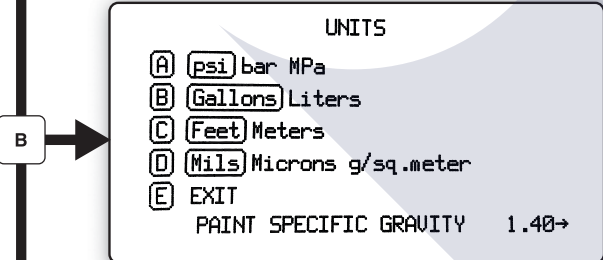 UNITS
A psi bar MPa
B Gallons Liters
B
C Feet Meters
D Mils Microns g/sq.meter
E EXIT
PAINT SPECIFIC GRAVITY 1.40→